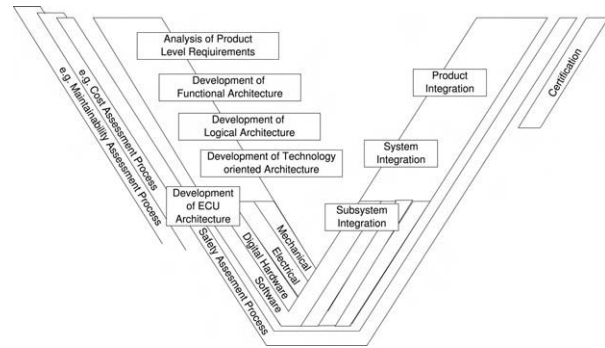 Analysis of Product
Level Reqiurements
Development of
Functional Architecture
Development of
Logical Architecture
Development of Technology
oriented Architecture
Development
of ECU
Architecture
e.g. Cost Assessment Process
e.g. Maintainability Assessment Process
Safety Assesment Process
Software
Digital Hardware
Electrical
Mechanical
Subsystem
Integration
System
Integration
Product
Integration
Certification